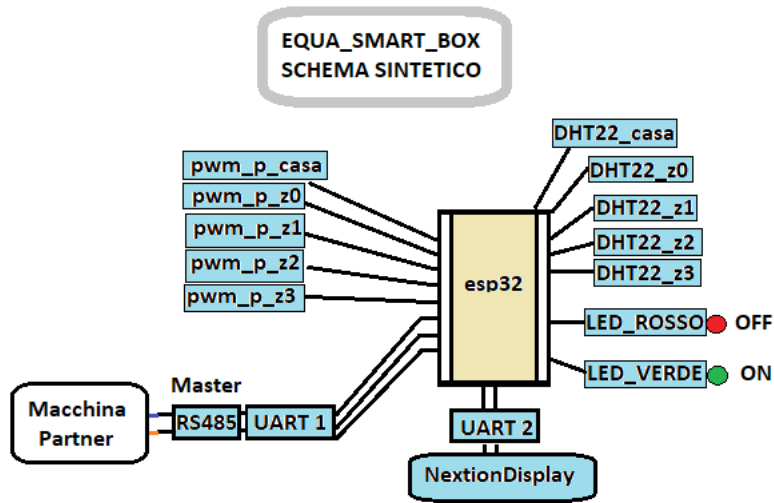 EQUA_SMART_BOX
SCHEMA SINTETICO
pwm_p_casa
pwm_p_z0
pwm_p_z1
pwm_p_z2
pwm_p_z3
esp32
DHT22_casa
DHT22_z0
DHT22_z1
DHT22_z2
DHT22_z3
LED_ROSSO OFF
LED_VERDE ON
Master
Macchina
Partner
RS485
UART 1
UART 2
NextionDisplay